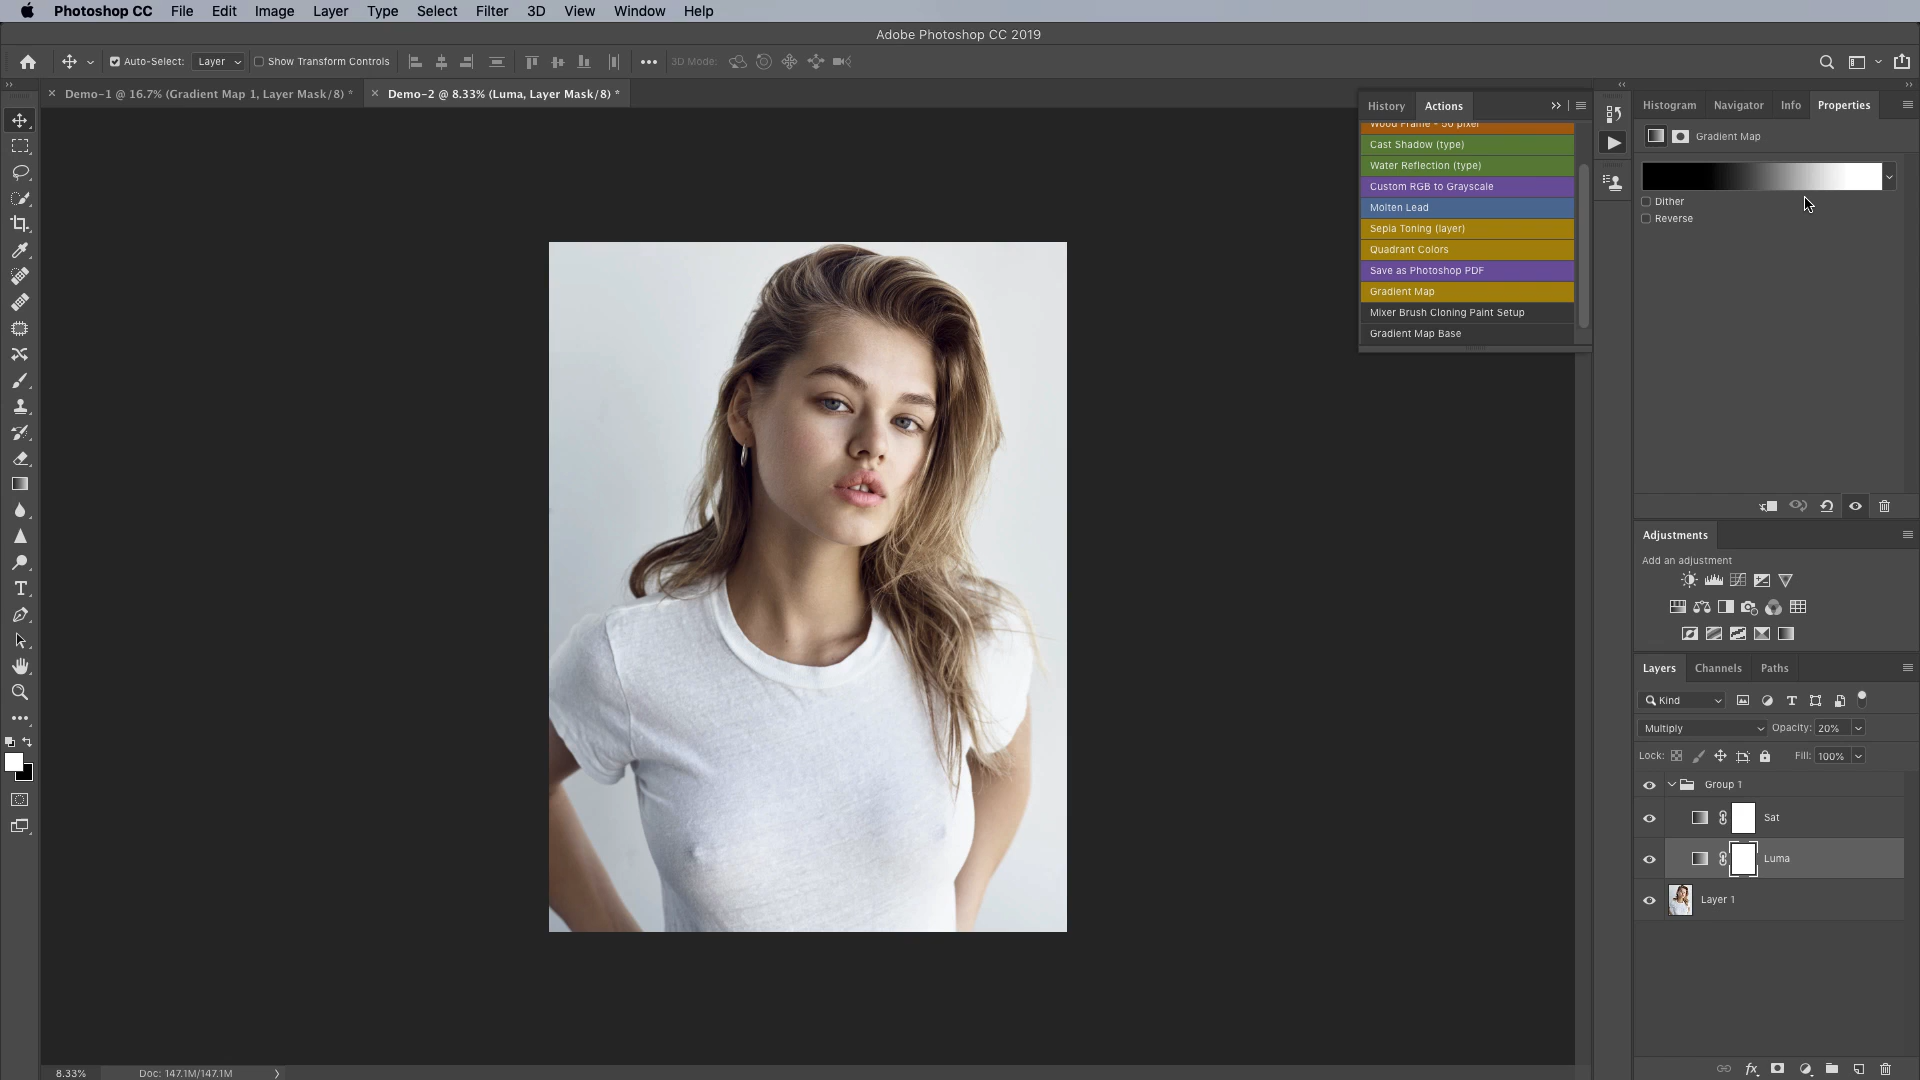 Photoshop CC File Edit Image Layer Type Select Filter 3D View Window Help
Adobe Photoshop CC 2019
Auto-Select: Layer Show Transform Controls 3D Mode:
Demo-1 @ 16.7% (Gradient Map 1, Layer Mask/8) *
Demo-2 @ 8.33% (Luma, Layer Mask/8) *
History Actions
Wood Frame - 50 pixel
Cast Shadow (type)
Water Reflection (type)
Custom RGB to Grayscale
Molten Lead
Sepia Toning (layer)
Quadrant Colors
Save as Photoshop PDF
Gradient Map
Mixer Brush Cloning Paint Setup
Gradient Map Base
Histogram Navigator Info Properties
Gradient Map
Dither
Reverse
Adjustments
Add an adjustment
Layers Channels Paths
Kind
Multiply Opacity: 20%
Lock: Fill: 100%
Group 1
Sat
Luma
Layer 1
fx
8.33% Doc: 147.1M/147.1M